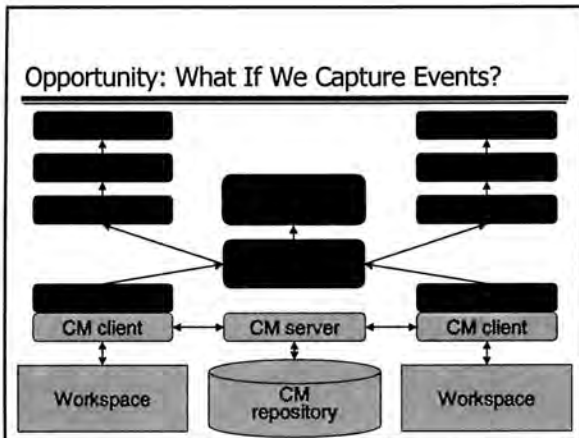 Opportunity: What If We Capture Events?
CM client
CM server
CM client
Workspace
CM
repository
Workspace